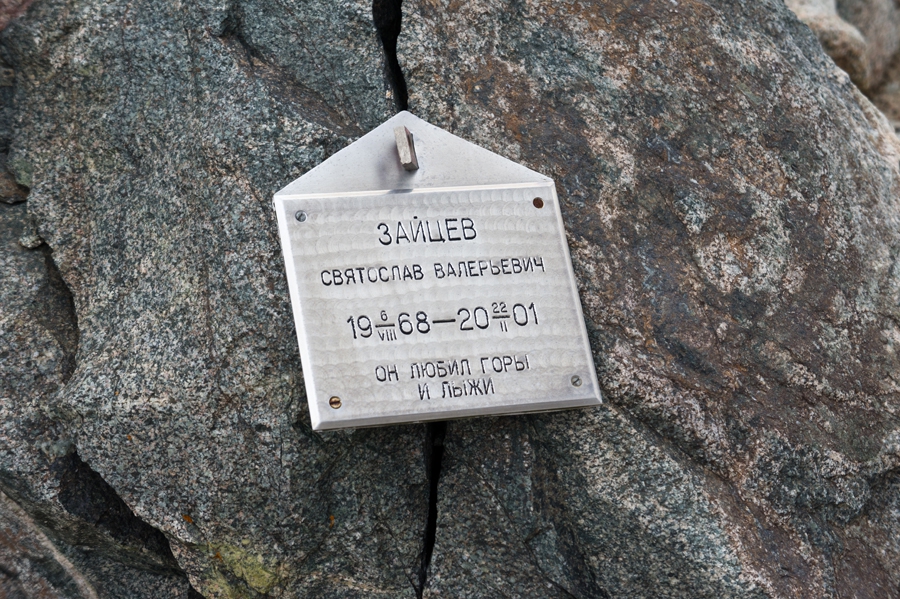 ЗАЙЦЕВ
СВЯТОСЛАВ ВАЛЕРЬЕВИЧ
19 6/VIII 68—20 22/II 01
ОН ЛЮБИЛ ГОРЫ
И ЛЫЖИ